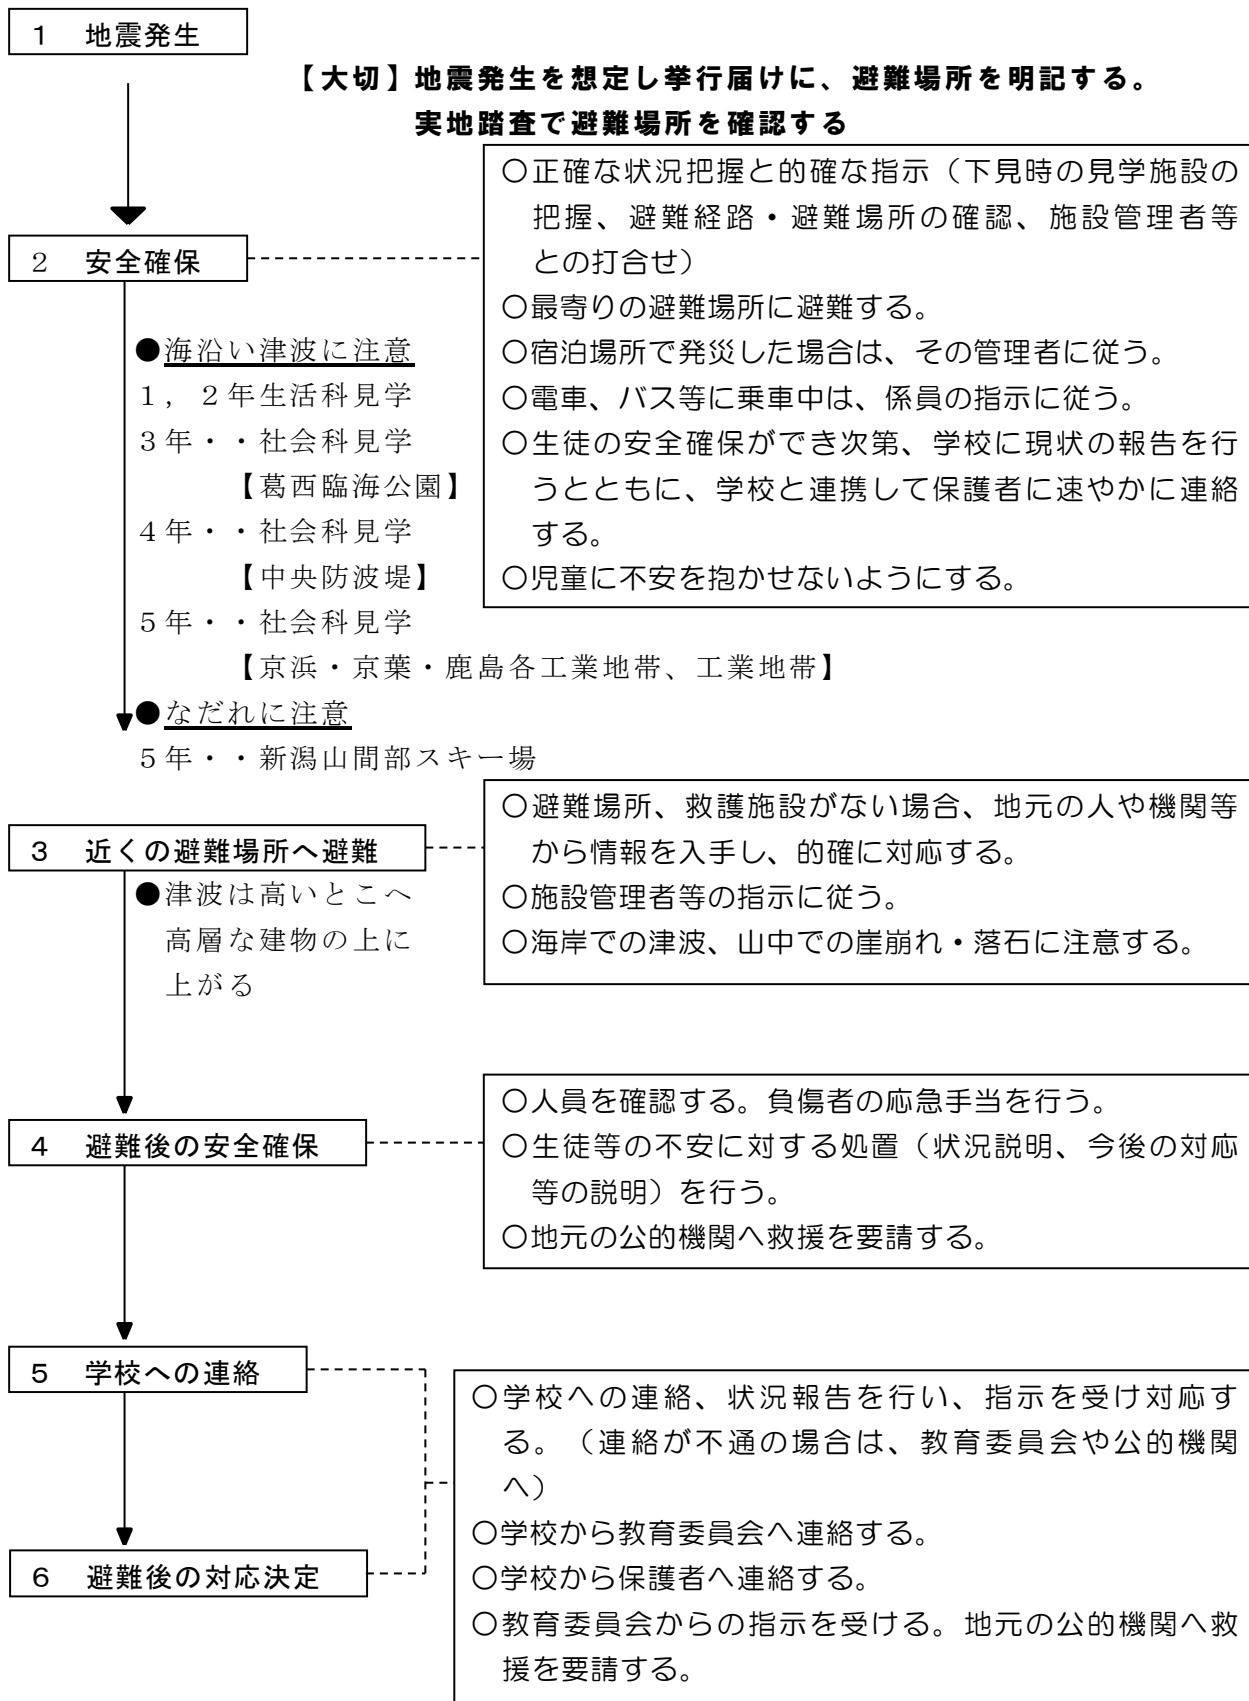 １　地震発生
【大切】地震発生を想定し挙行届けに、避難場所を明記する。
実地踏査で避難場所を確認する
○正確な状況把握と的確な指示（下見時の見学施設の
把握、避難経路・避難場所の確認、施設管理者等
との打合せ）
○最寄りの避難場所に避難する。
○宿泊場所で発災した場合は、その管理者に従う。
○電車、バス等に乗車中は、係員の指示に従う。
○生徒の安全確保ができ次第、学校に現状の報告を行
うとともに、学校と連携して保護者に速やかに連絡
する。
○児童に不安を抱かせないようにする。
２　安全確保
●海沿い津波に注意
１，２年生活科見学
３年・・社会科見学
【葛西臨海公園】
４年・・社会科見学
【中央防波堤】
５年・・社会科見学
【京浜・京葉・鹿島各工業地帯、工業地帯】
●なだれに注意
５年・・新潟山間部スキー場
３　近くの避難場所へ避難
○避難場所、救護施設がない場合、地元の人や機関等
から情報を入手し、的確に対応する。
○施設管理者等の指示に従う。
○海岸での津波、山中での崖崩れ・落石に注意する。
●津波は高いとこへ
高層な建物の上に
上がる
４　避難後の安全確保
○人員を確認する。負傷者の応急手当を行う。
○生徒等の不安に対する処置（状況説明、今後の対応
等の説明）を行う。
○地元の公的機関へ救援を要請する。
５　学校への連絡
６　避難後の対応決定
○学校への連絡、状況報告を行い、指示を受け対応す
る。（連絡が不通の場合は、教育委員会や公的機関
へ）
○学校から教育委員会へ連絡する。
○学校から保護者へ連絡する。
○教育委員会からの指示を受ける。地元の公的機関へ救
援を要請する。